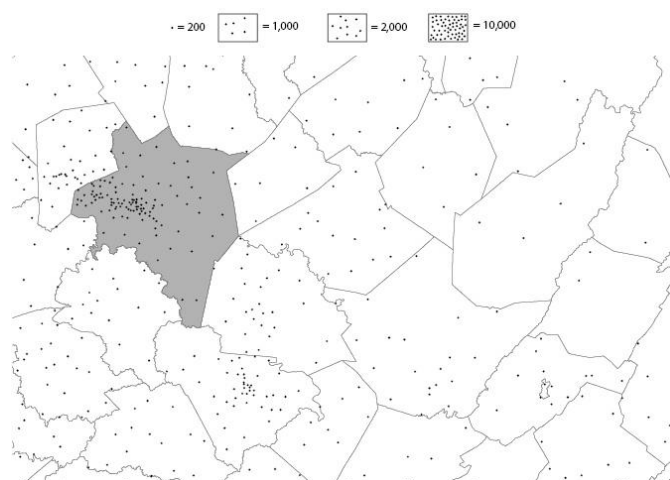 = 200 = 1,000 = 2,000 = 10,000